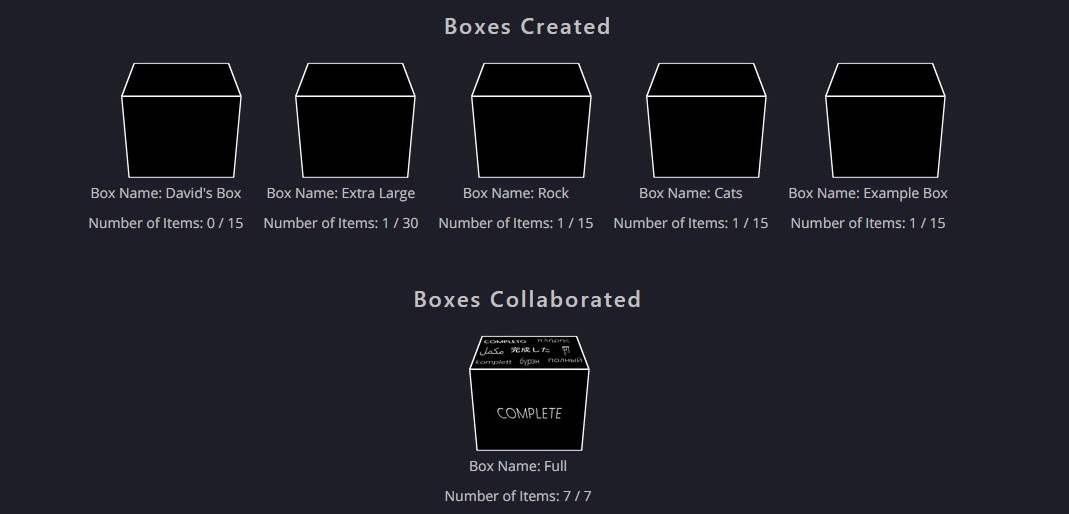 Boxes Created
Box Name: David's Box
Number of Items: 0 / 15
Box Name: Extra Large
Number of Items: 1 / 30
Box Name: Rock
Number of Items: 1 / 15
Box Name: Cats
Number of Items: 1 / 15
Box Name: Example Box
Number of Items: 1 / 15
Boxes Collaborated
COMPLETO
مكمل 完成した
komplett бүрэн полный
COMPLETE
Box Name: Full
Number of Items: 7 / 7